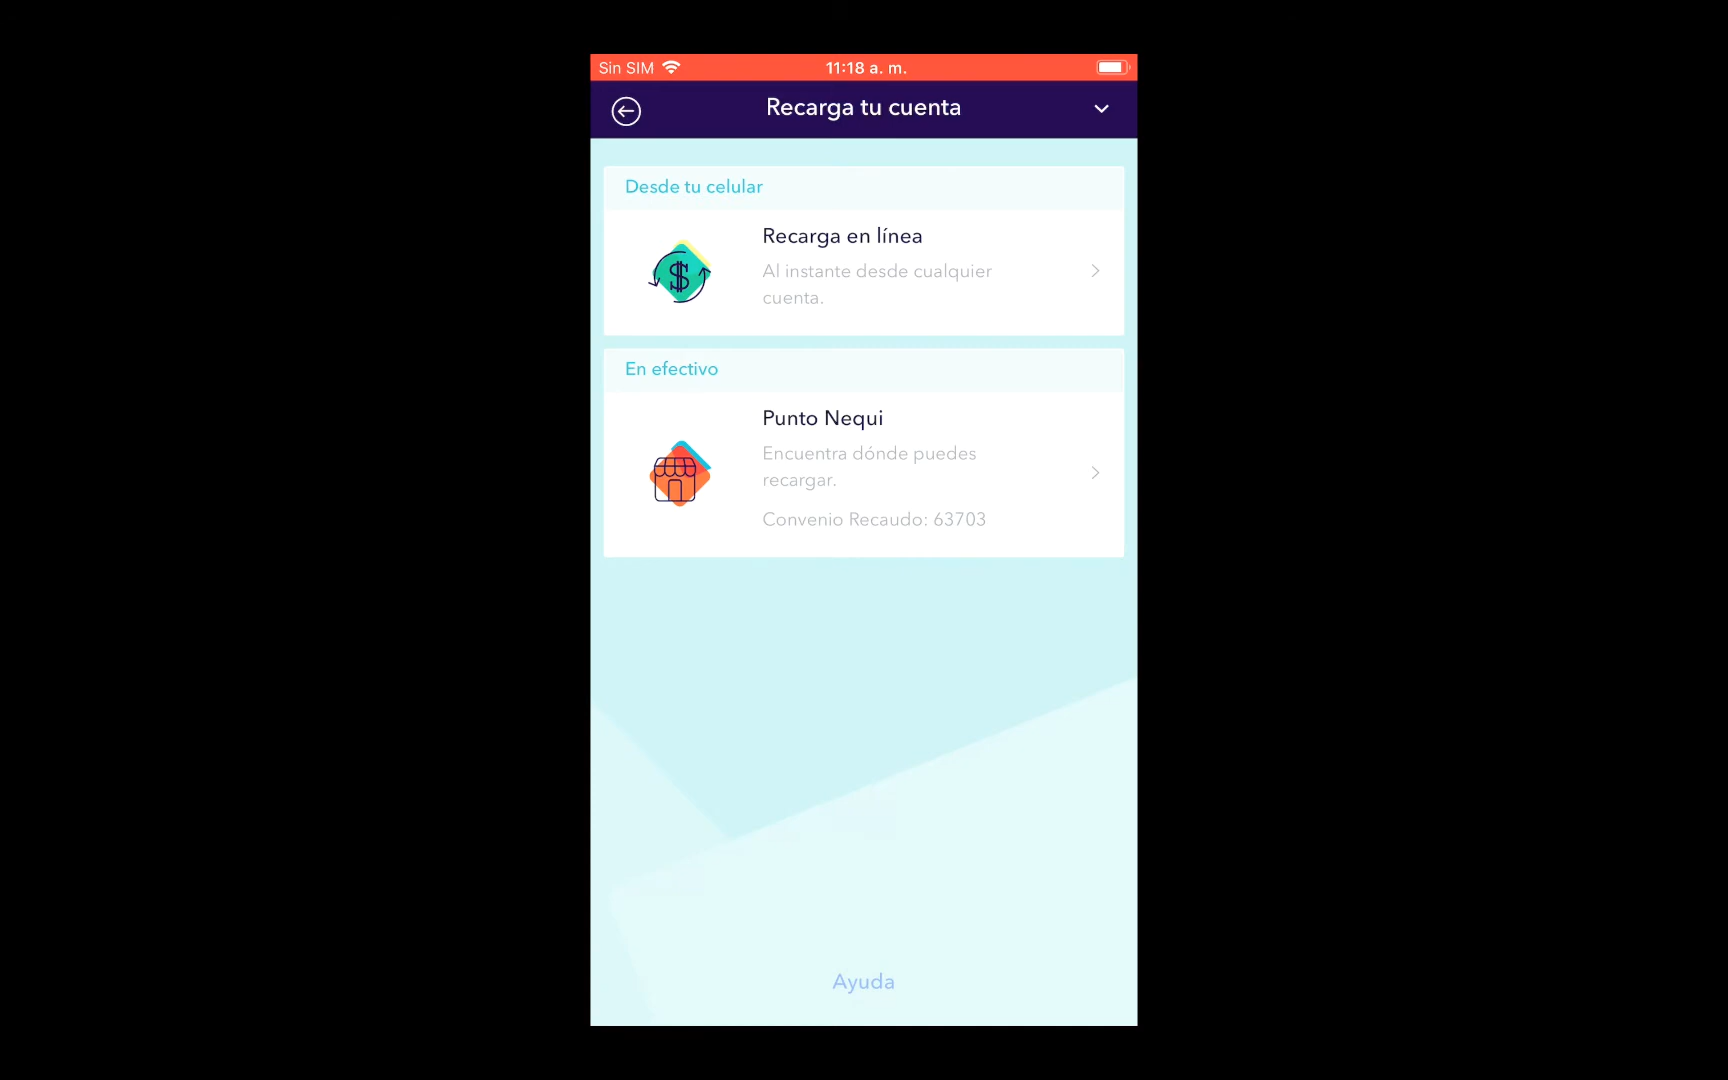 Sin SIM
11:18 a. m.
Recarga tu cuenta
Desde tu celular
Recarga en línea
Al instante desde cualquier
cuenta.
En efectivo
Punto Nequi
Encuentra dónde puedes
recargar.
Convenio Recaudo: 63703
Ayuda